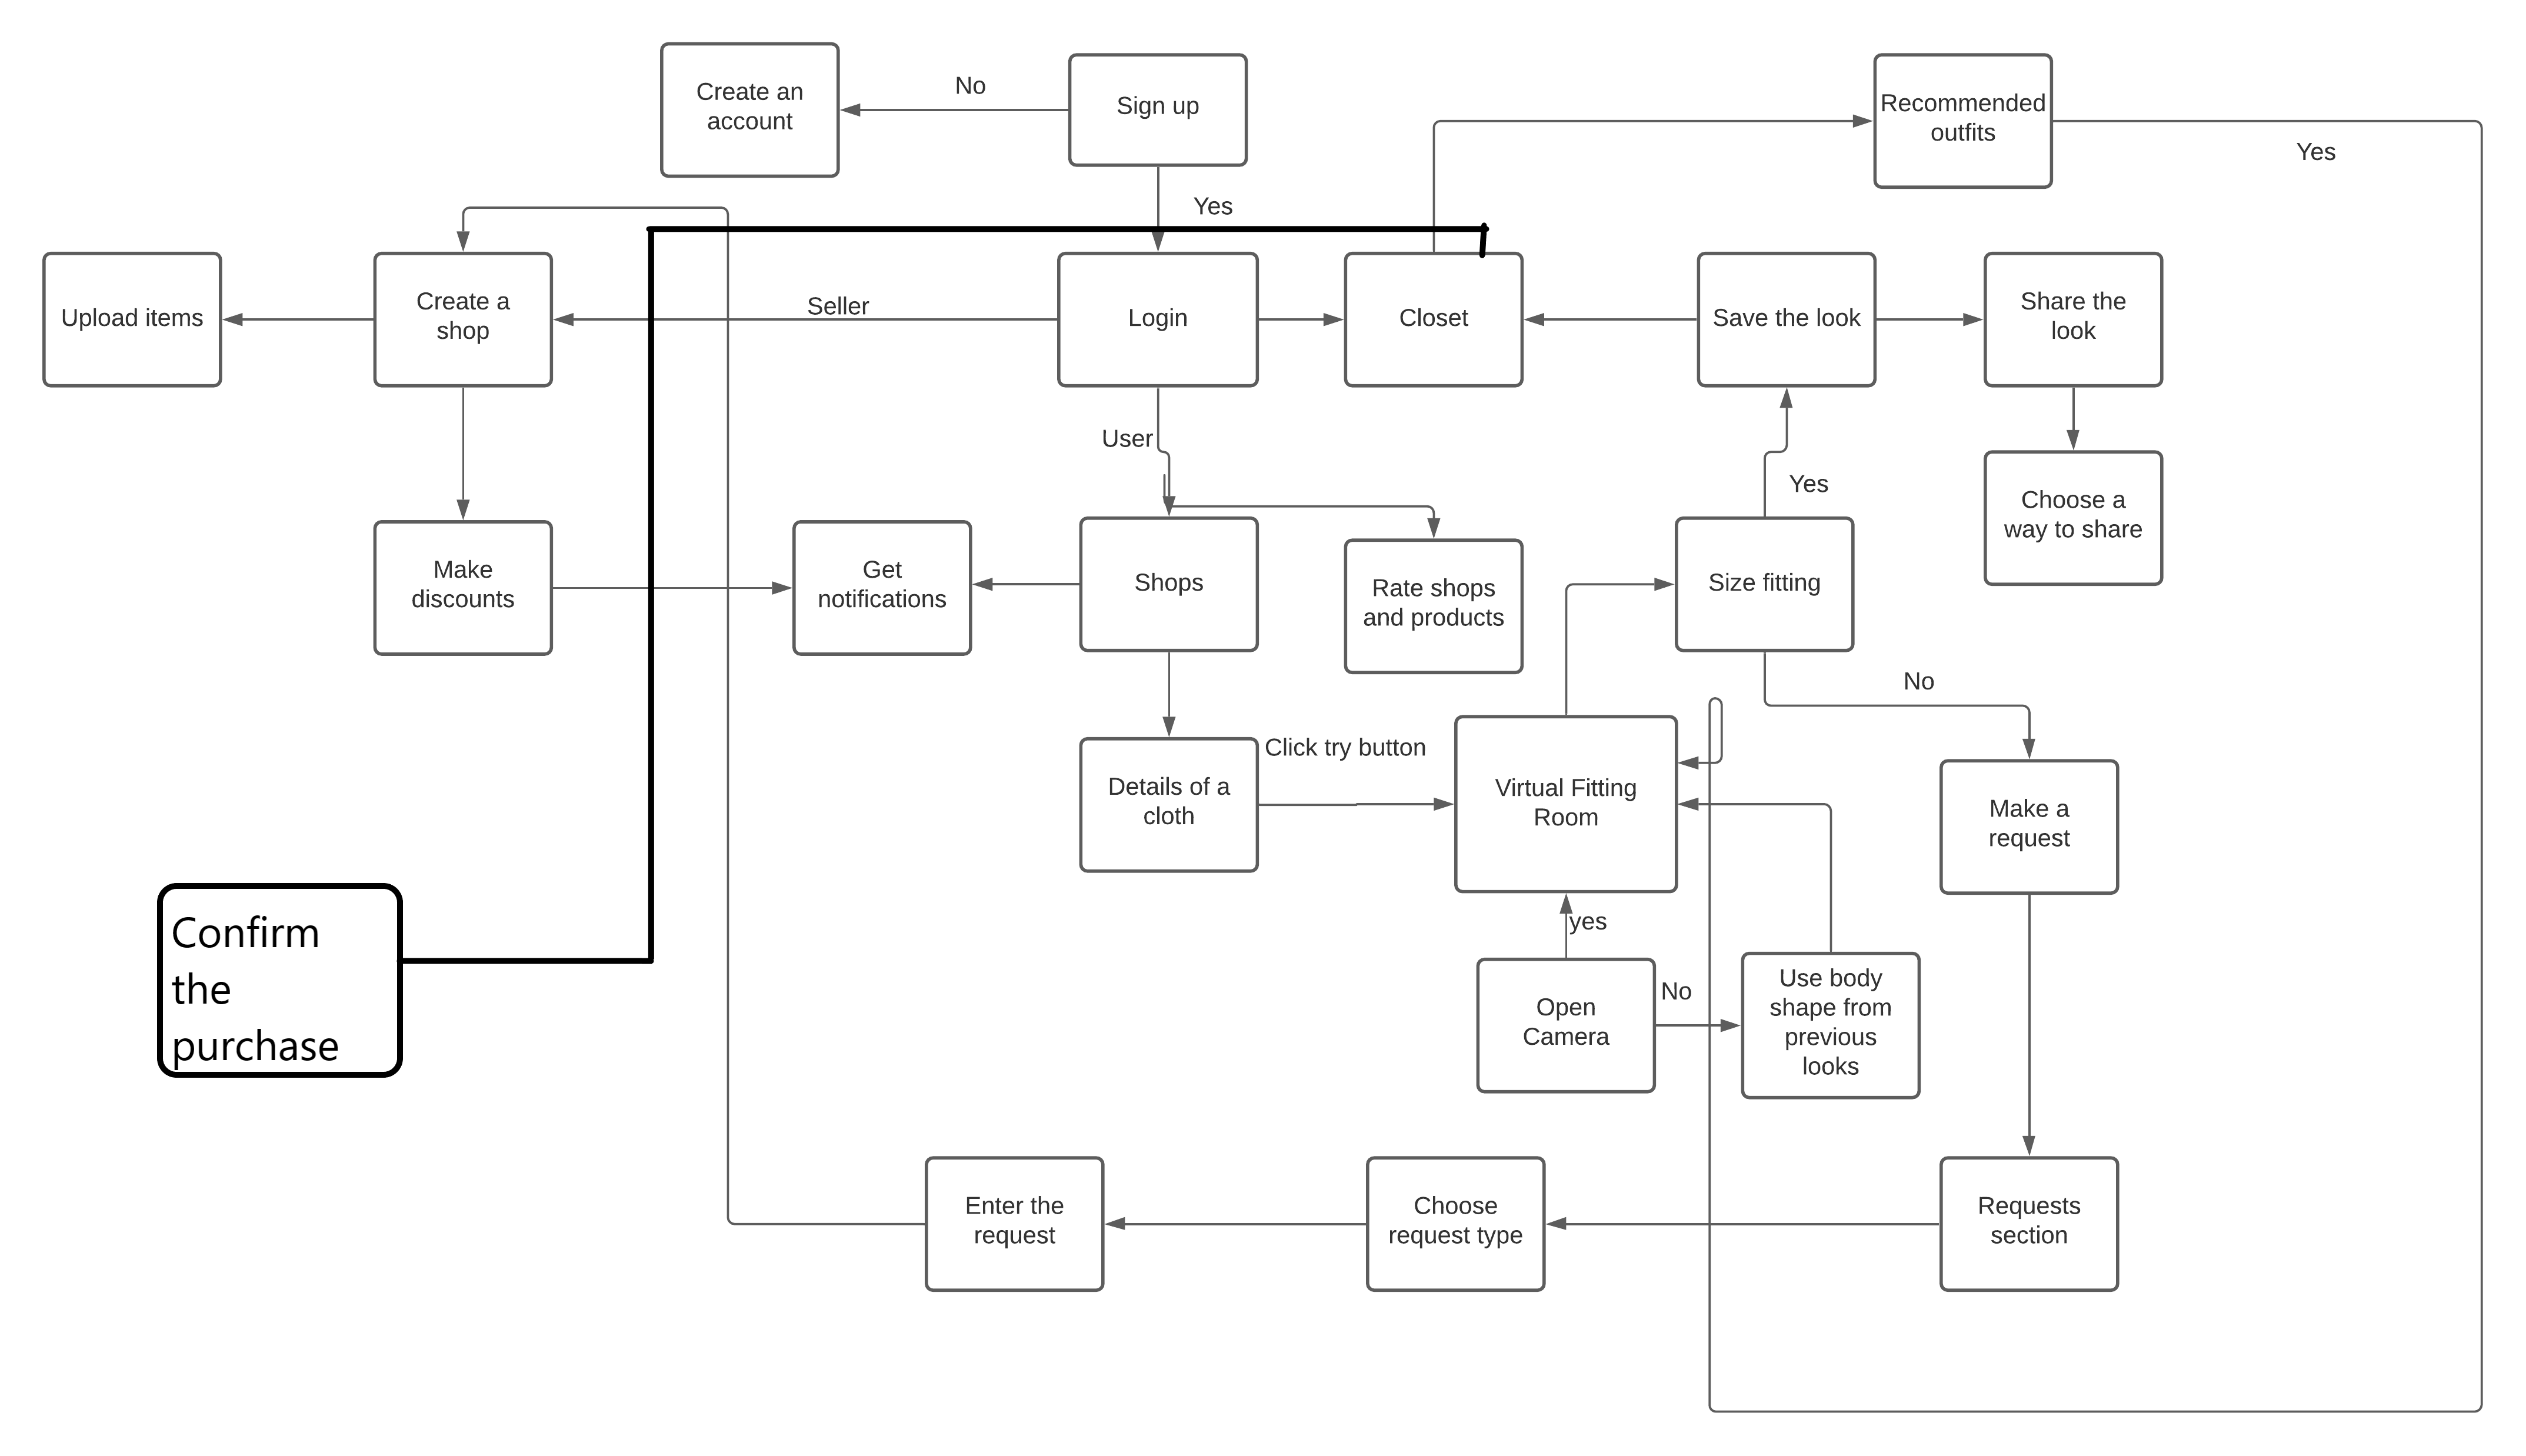 Create an
account
No
Sign up
Recommended
outfits
Yes
Yes
Upload items
Create a
shop
Seller
Login
Closet
Save the look
Share the
look
User
Yes
Choose a
way to share
Make
discounts
Get
notifications
Shops
Rate shops
and products
Size fitting
No
Details of a
cloth
Click try button
Virtual Fitting
Room
Make a
request
yes
Confirm
the
purchase
Open
Camera
No
Use body
shape from
previous
looks
Enter the
request
Choose
request type
Requests
section